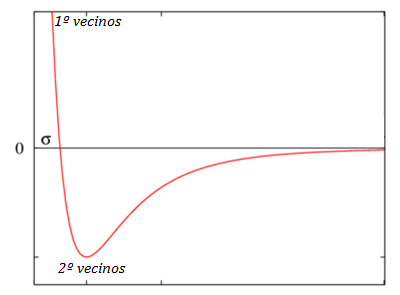 1º vecinos
σ
0
2º vecinos